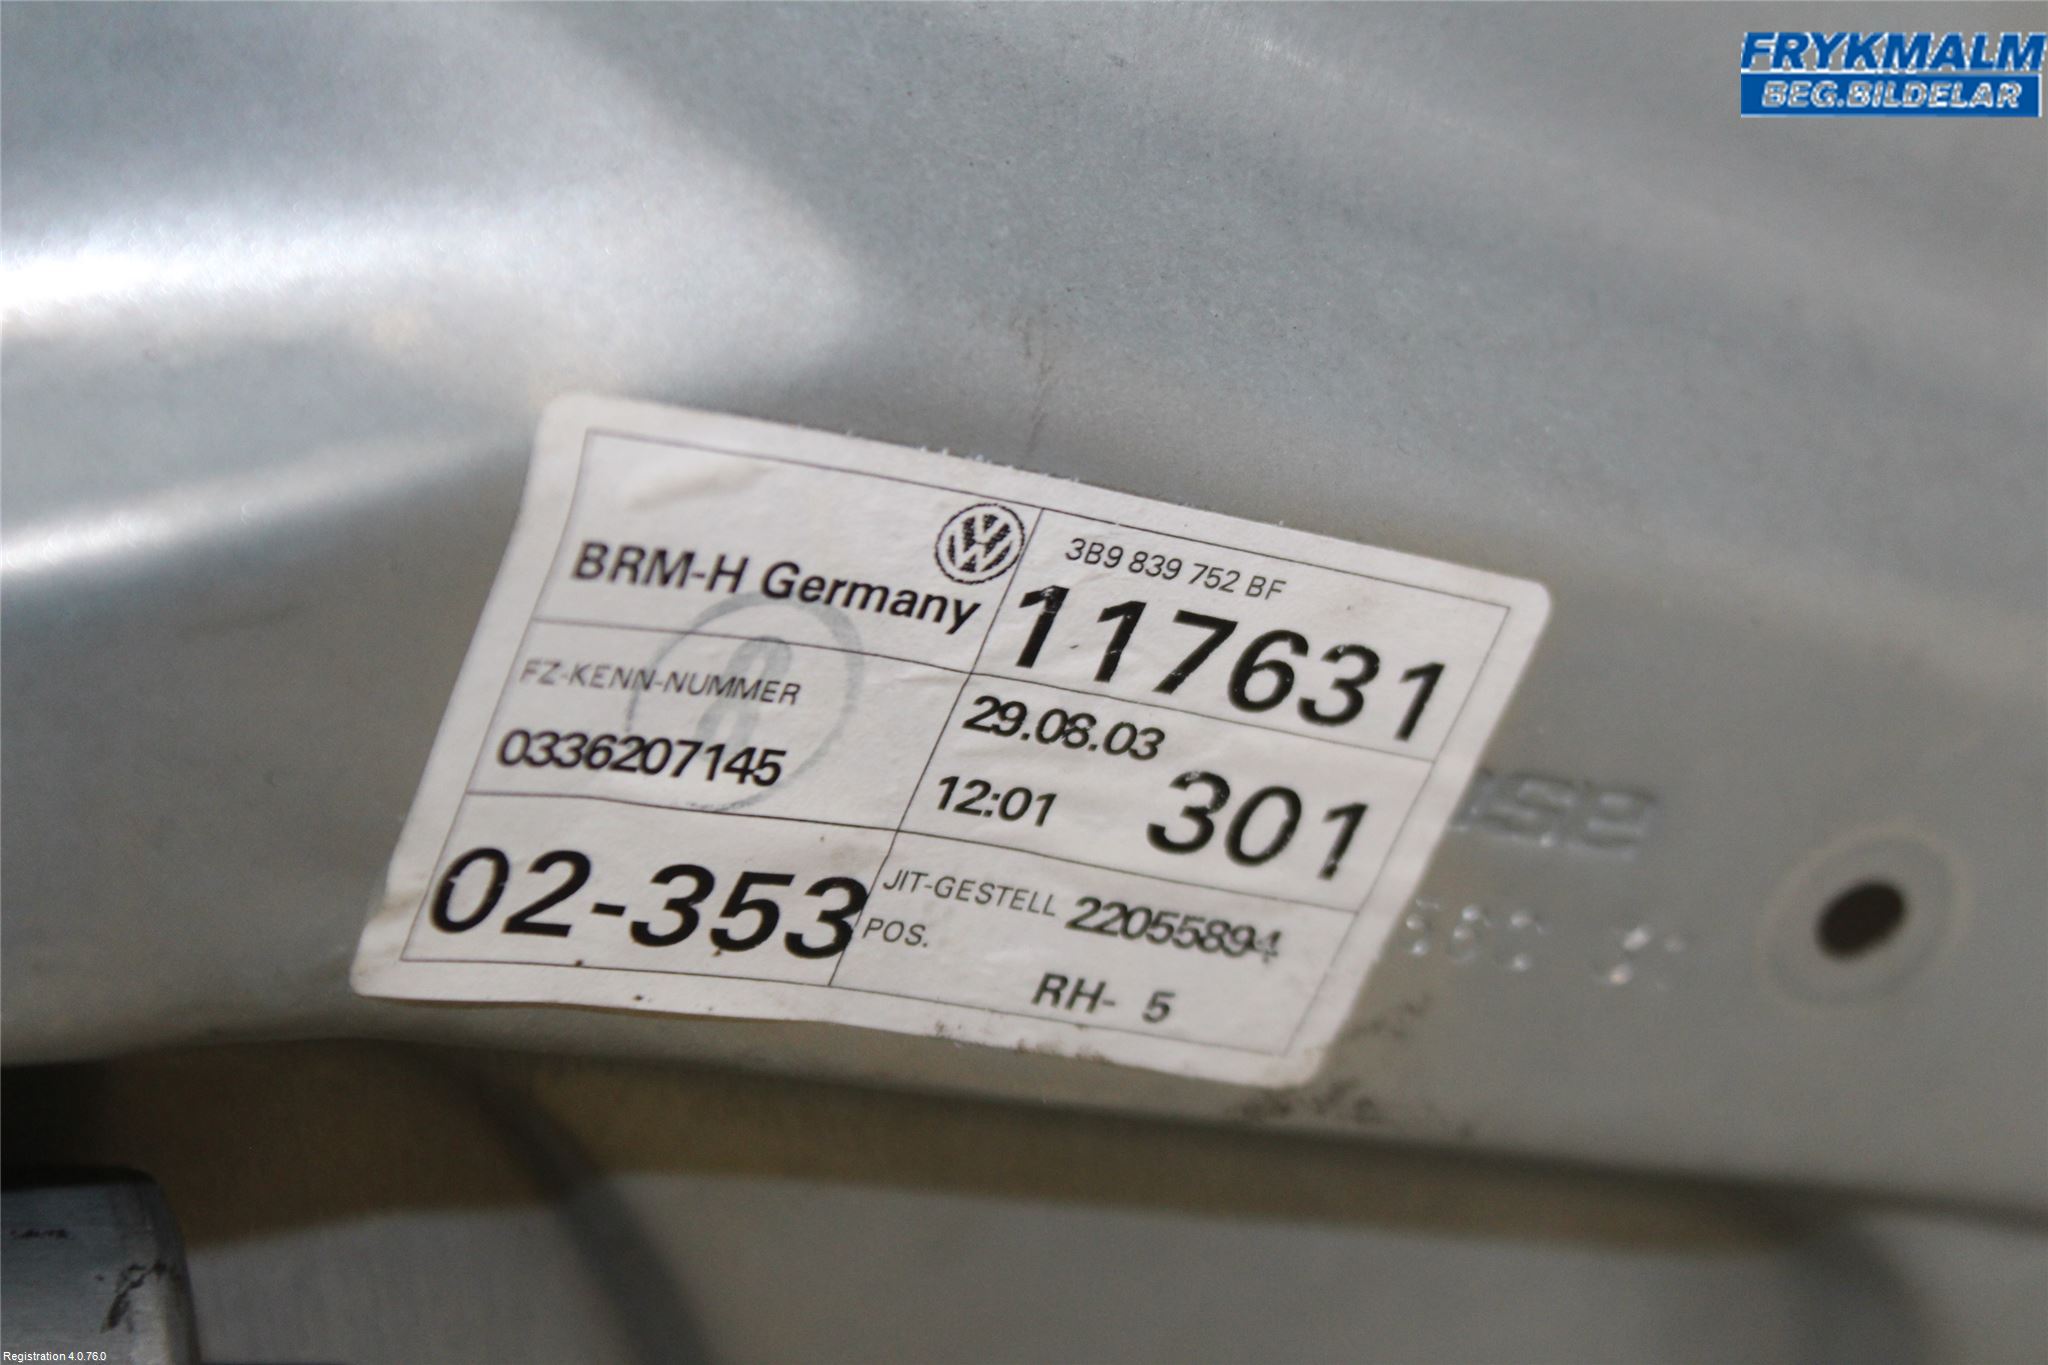 FRYKMALM
BEG.BILDELAR
BRM-H Germany
3B9 839 752 BF
117631
FZ-KENN-NUMMER
0336207145
29.08.03
12:01
301
02-353
JIT-GESTELL 22055894
POS.
RH- 5
Registration 4.0.76.0